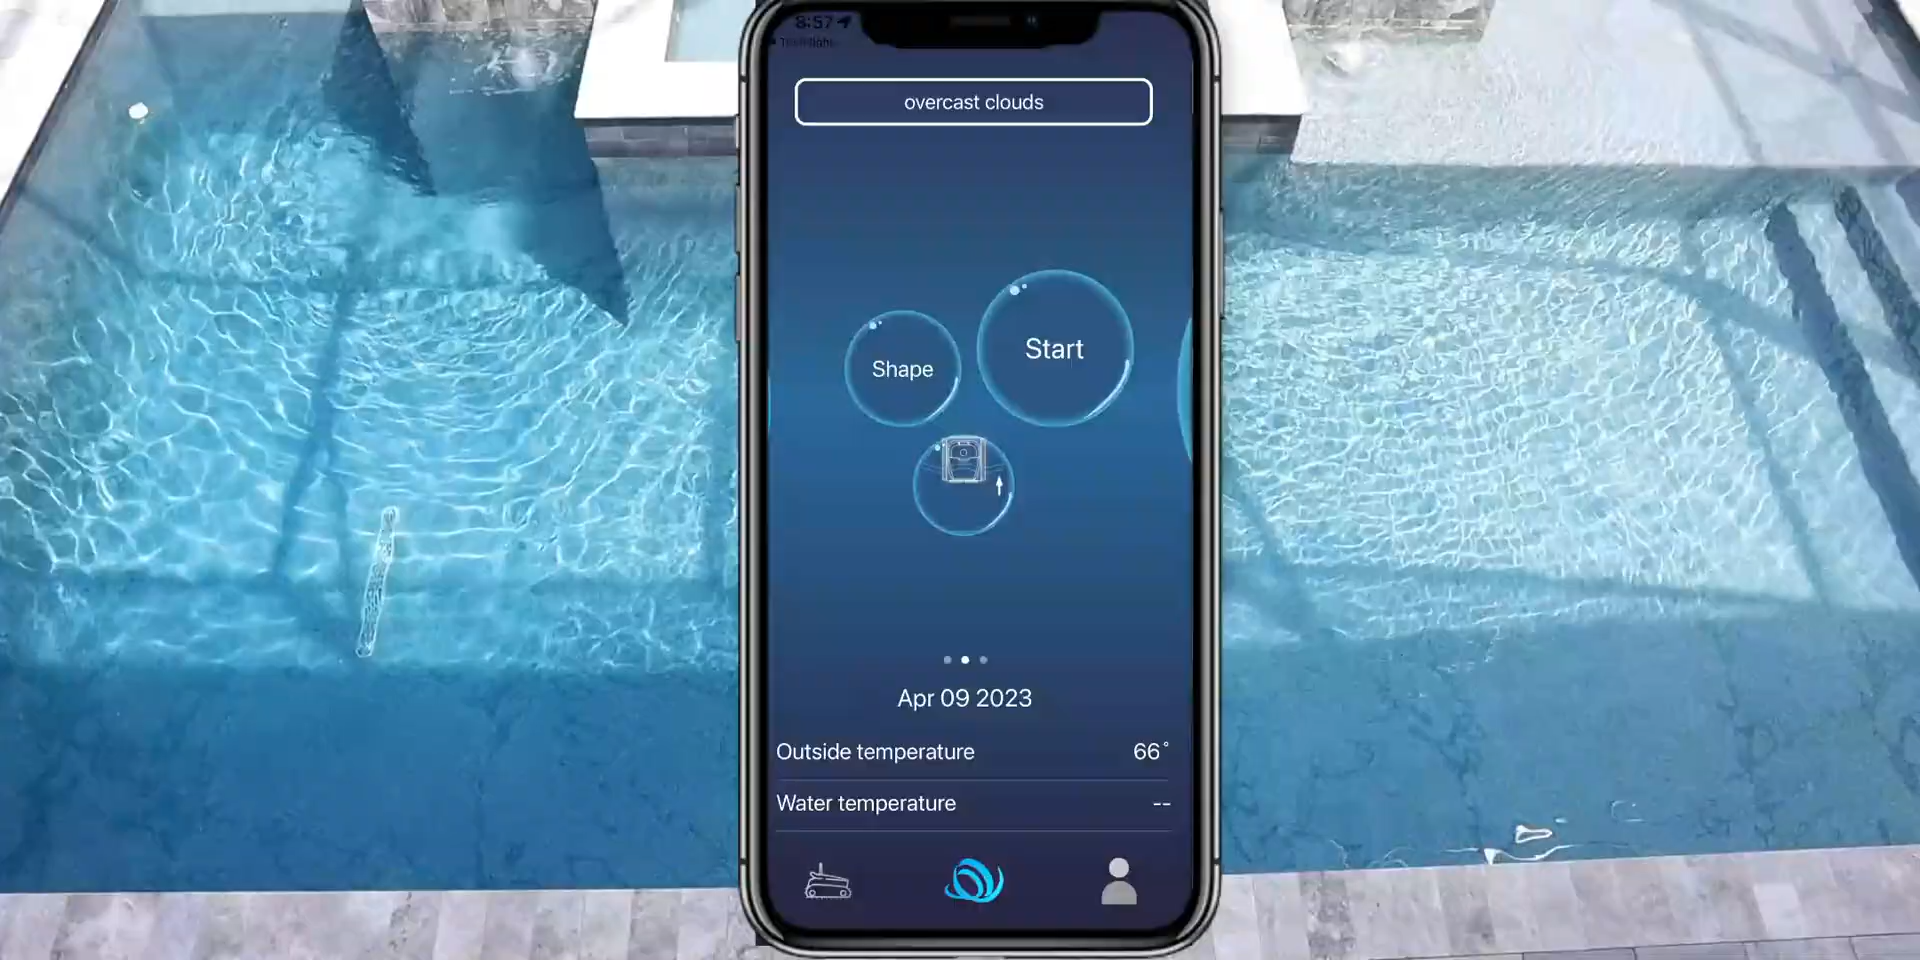 8:57
overcast clouds
Shape
Start
Apr 09 2023
Outside temperature 66°
Water temperature --